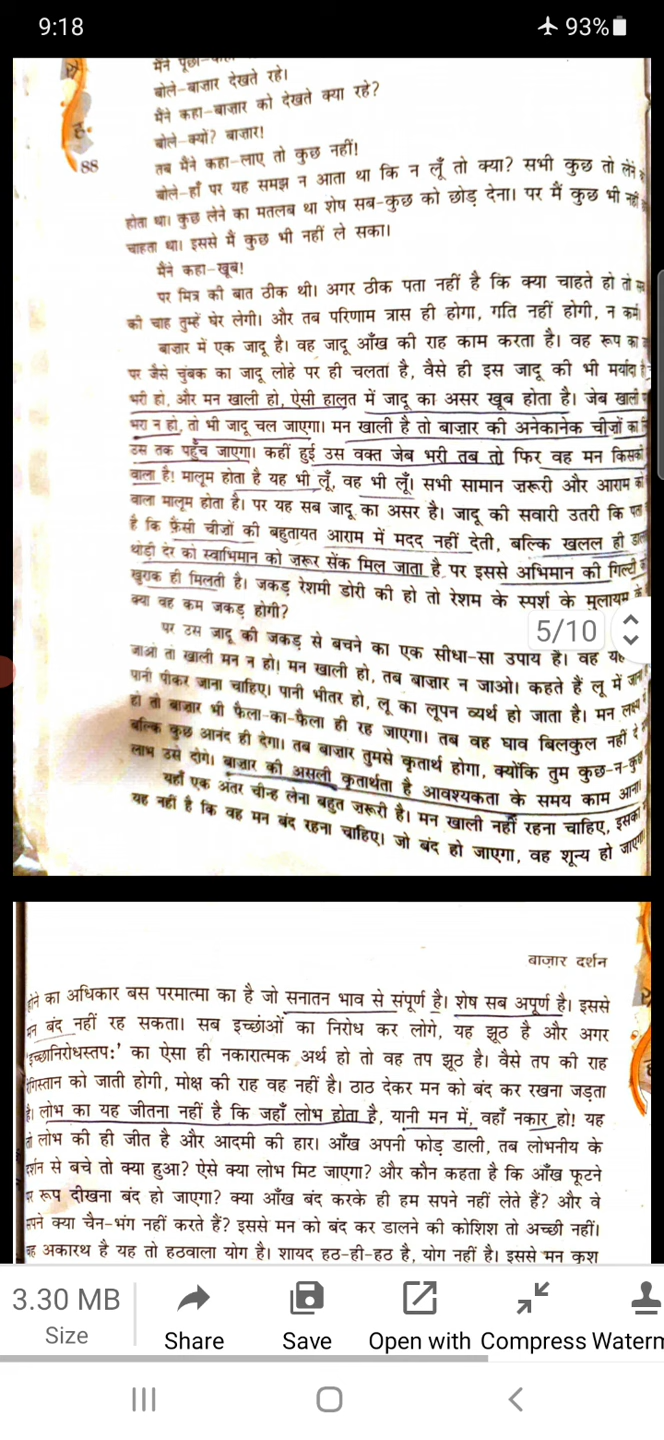 9:18
93%
मैंने पूछा-
बोले-बाज़ार देखते रहे।
मैंने कहा-बाज़ार को देखते क्या रहे?
बोले-क्यों? बाज़ार!
तब मैंने कहा-लाए तो कुछ नहीं!
88
बोले-हाँ पर यह समझ न आता था कि न लूँ तो क्या? सभी कुछ तो लेने
होता था। कुछ लेने का मतलब था शेष सब-कुछ को छोड़ देना। पर मैं कुछ भी नहीं
चाहता था। इससे मैं कुछ भी नहीं ले सका।
मैंने कहा-खूब!
पर मित्र की बात ठीक थी। अगर ठीक पता नहीं है कि क्या चाहते हो तो
की चाह तुम्हें घेर लेगी। और तब परिणाम त्रास ही होगा, गति नहीं होगी, न कर्म।
बाज़ार में एक जादू है। वह जादू आँख की राह काम करता है। वह रूप का
पर जैसे चुंबक का जादू लोहे पर ही चलता है, वैसे ही इस जादू की भी मर्यादा है
भरी हो, और मन खाली हो, ऐसी हालत में जादू का असर खूब होता है। जेब खाली
भरा न हो, तो भी जादू चल जाएगा। मन खाली है तो बाज़ार की अनेकानेक चीज़ों का
उस तक पहुँच जाएगा। कहीं हुई उस वक्त जेब भरी तब तो फिर वह मन किसकी
वाला है! मालूम होता है यह भी लूँ, वह भी लूँ। सभी सामान ज़रूरी और आराम को
वाला मालूम होता है। पर यह सब जादू का असर है। जादू की सवारी उतरी कि पता
है कि फ़ैंसी चीज़ों की बहुतायत आराम में मदद नहीं देती, बल्कि खलल ही
थोड़ी देर को स्वाभिमान को ज़रूर सेंक मिल जाता है पर इससे अभिमान की गिल्टी
खुराक ही मिलती है। जकड़ रेशमी डोरी की हो तो रेशम के स्पर्श के मुलायम
क्या वह कम जकड़ होगी?
5/10
पर उस जादू की जकड़ से बचने का एक सीधा-सा उपाय है। वह यह
जाओ तो खाली मन न हो। मन खाली हो, तब बाज़ार न जाओ। कहते हैं लू में जाना
पानी पीकर जाना चाहिए। पानी भीतर हो, लू का लूपन व्यर्थ हो जाता है। मन लक्ष्य
हो तो बाज़ार भी फैला-का-फैला ही रह जाएगा। तब वह घाव बिलकुल नहीं दे
बल्कि कुछ आनंद ही देगा। तब बाज़ार तुमसे कृतार्थ होगा, क्योंकि तुम कुछ-न-कुछ
लाभ उसे दोगे। बाज़ार की असली कृतार्थता है आवश्यकता के समय काम आना।
यहाँ एक अंतर चीन्ह लेना बहुत ज़रूरी है। मन खाली नहीं रहना चाहिए, इसका
यह नहीं है कि वह मन बंद रहना चाहिए। जो बंद हो जाएगा, वह शून्य हो जाएगा
बाज़ार दर्शन
होने का अधिकार बस परमात्मा का है जो सनातन भाव से संपूर्ण है। शेष सब अपूर्ण है। इससे
मन बंद नहीं रह सकता। सब इच्छाओं का निरोध कर लोगे, यह झूठ है और अगर
'इच्छानिरोधस्तपः' का ऐसा ही नकारात्मक अर्थ हो तो वह तप झूठ है। वैसे तप की राह
रेगिस्तान को जाती होगी, मोक्ष की राह वह नहीं है। ठाठ देकर मन को बंद कर रखना जड़ता
है। लोभ का यह जीतना नहीं है कि जहाँ लोभ होता है, यानी मन में, वहाँ नकार हो! यह
तो लोभ की ही जीत है और आदमी की हार। आँख अपनी फोड़ डाली, तब लोभनीय के
दर्शन से बचे तो क्या हुआ? ऐसे क्या लोभ मिट जाएगा? और कौन कहता है कि आँख फूटने
पर रूप दीखना बंद हो जाएगा? क्या आँख बंद करके ही हम सपने नहीं लेते हैं? और वे
सपने क्या चैन-भंग नहीं करते हैं? इससे मन को बंद कर डालने की कोशिश तो अच्छी नहीं।
वह अकारथ है यह तो हठवाला योग है। शायद हठ-ही-हठ है, योग नहीं है। इससे मन कृश
3.30 MB
Size
Share
Save
Open with
Compress
Waterm